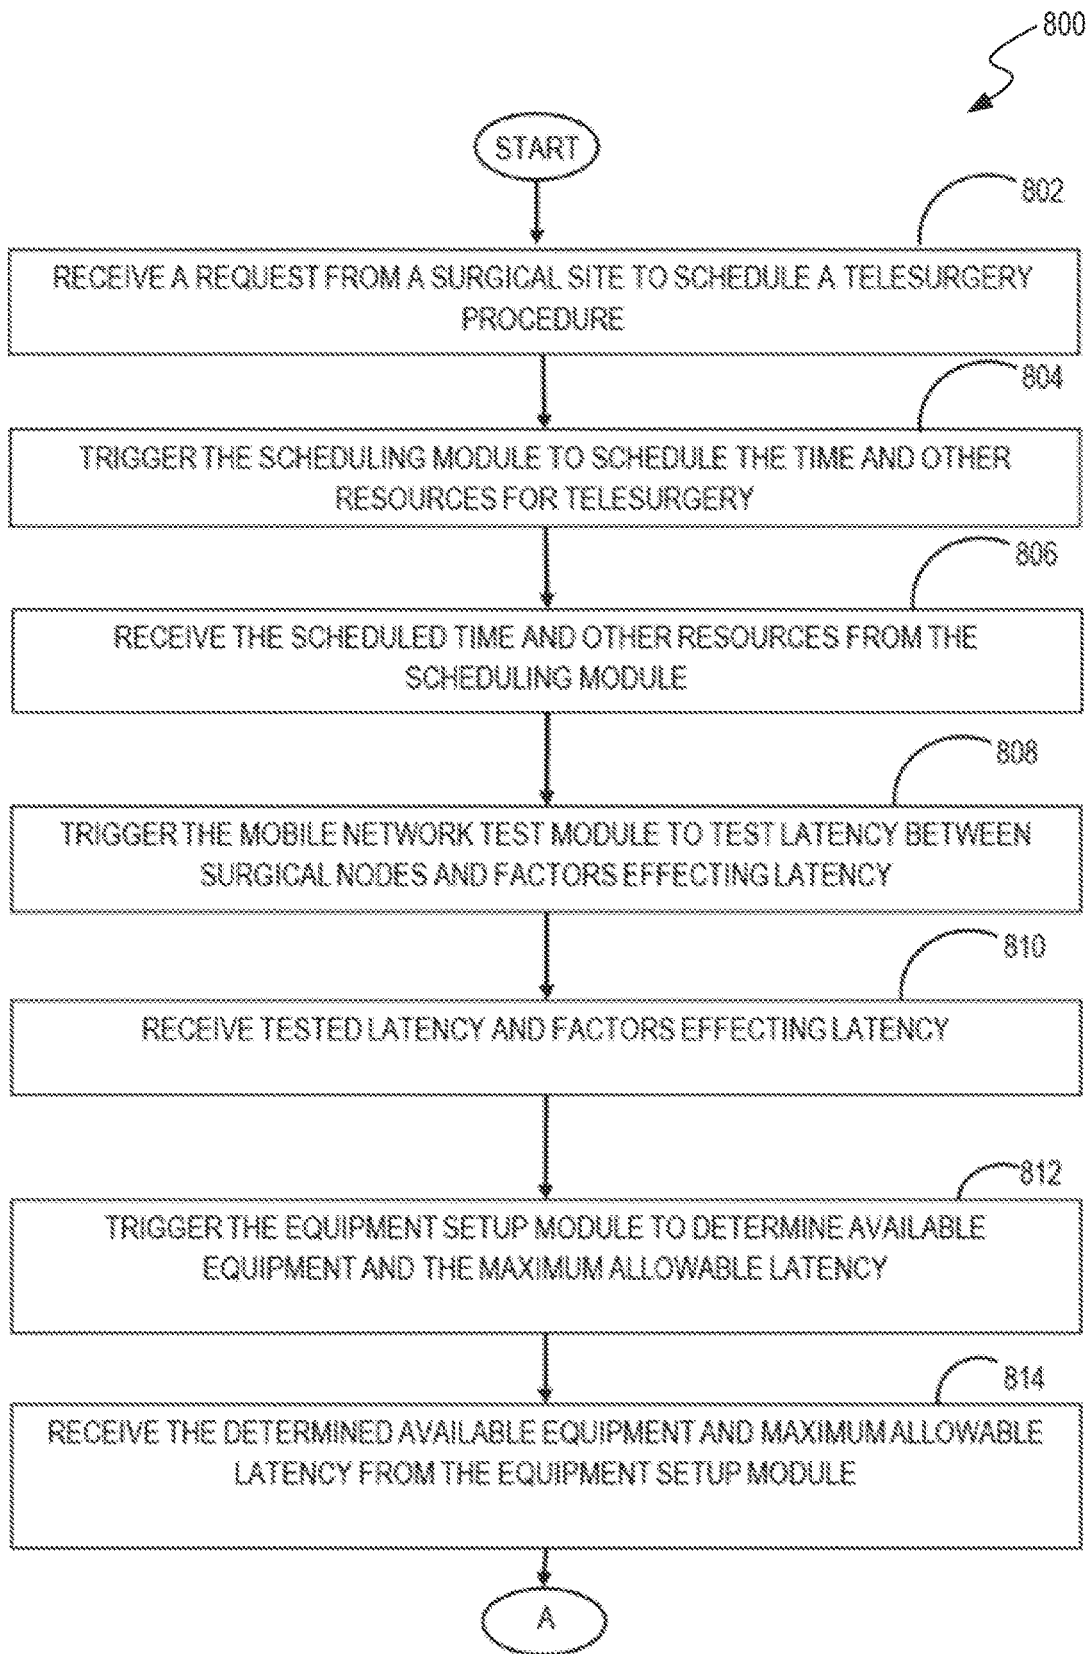 800
START
802
RECEIVE A REQUEST FROM A SURGICAL SITE TO SCHEDULE A TELESURGERY
PROCEDURE
804
TRIGGER THE SCHEDULING MODULE TO SCHEDULE THE TIME AND OTHER
RESOURCES FOR TELESURGERY
806
RECEIVE THE SCHEDULED TIME AND OTHER RESOURCES FROM THE
SCHEDULING MODULE
808
TRIGGER THE MOBILE NETWORK TEST MODULE TO TEST LATENCY BETWEEN
SURGICAL NODES AND FACTORS EFFECTING LATENCY
810
RECEIVE TESTED LATENCY AND FACTORS EFFECTING LATENCY
812
TRIGGER THE EQUIPMENT SETUP MODULE TO DETERMINE AVAILABLE
EQUIPMENT AND THE MAXIMUM ALLOWABLE LATENCY
814
RECEIVE THE DETERMINED AVAILABLE EQUIPMENT AND MAXIMUM ALLOWABLE
LATENCY FROM THE EQUIPMENT SETUP MODULE
A